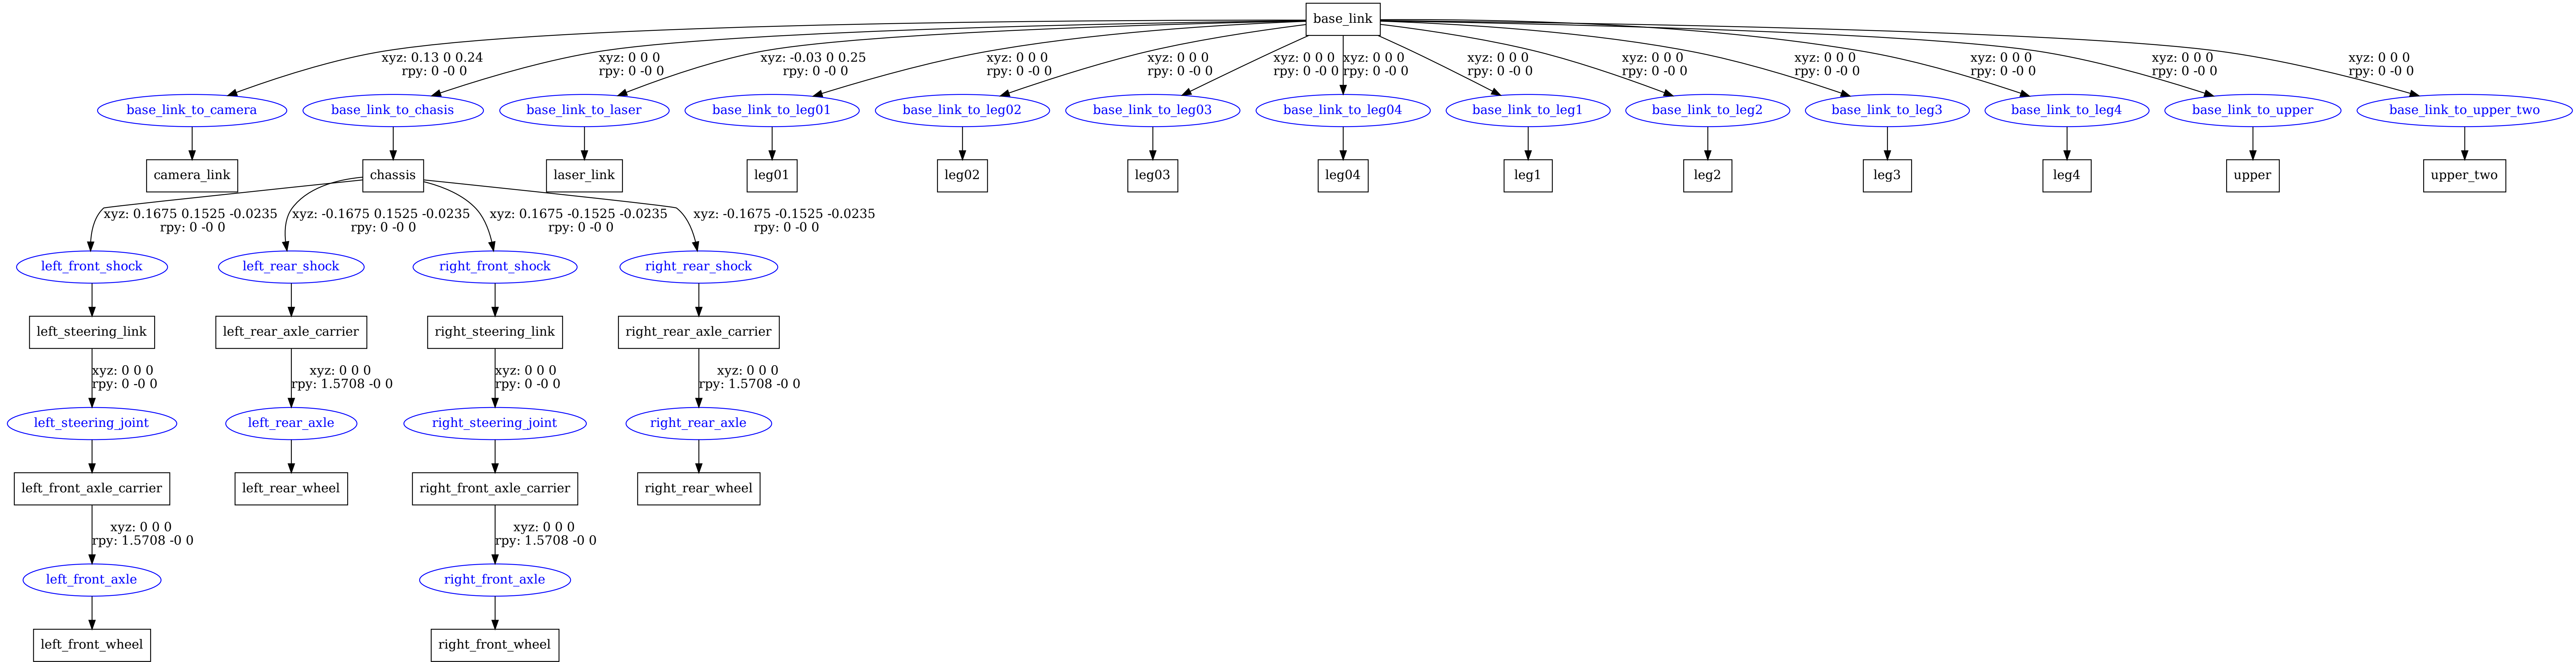 base_link
xyz: 0.13 0 0.24
rpy: 0 -0 0
xyz: 0 0 0
rpy: 0 -0 0
xyz: -0.03 0 0.25
rpy: 0 -0 0
xyz: 0 0 0
rpy: 0 -0 0
xyz: 0 0 0
rpy: 0 -0 0
xyz: 0 0 0
rpy: 0 -0 0
xyz: 0 0 0
rpy: 0 -0 0
xyz: 0 0 0
rpy: 0 -0 0
xyz: 0 0 0
rpy: 0 -0 0
xyz: 0 0 0
rpy: 0 -0 0
xyz: 0 0 0
rpy: 0 -0 0
xyz: 0 0 0
rpy: 0 -0 0
xyz: 0 0 0
rpy: 0 -0 0
base_link_to_camera
base_link_to_chasis
base_link_to_laser
base_link_to_leg01
base_link_to_leg02
base_link_to_leg03
base_link_to_leg04
base_link_to_leg1
base_link_to_leg2
base_link_to_leg3
base_link_to_leg4
base_link_to_upper
base_link_to_upper_two
camera_link
chassis
laser_link
leg01
leg02
leg03
leg04
leg1
leg2
leg3
leg4
upper
upper_two
xyz: 0.1675 0.1525 -0.0235
rpy: 0 -0 0
xyz: -0.1675 0.1525 -0.0235
rpy: 0 -0 0
xyz: 0.1675 -0.1525 -0.0235
rpy: 0 -0 0
xyz: -0.1675 -0.1525 -0.0235
rpy: 0 -0 0
left_front_shock
left_rear_shock
right_front_shock
right_rear_shock
left_steering_link
left_rear_axle_carrier
right_steering_link
right_rear_axle_carrier
xyz: 0 0 0
rpy: 0 -0 0
xyz: 0 0 0
rpy: 1.5708 -0 0
xyz: 0 0 0
rpy: 0 -0 0
xyz: 0 0 0
rpy: 1.5708 -0 0
left_steering_joint
left_rear_axle
right_steering_joint
right_rear_axle
left_front_axle_carrier
left_rear_wheel
right_front_axle_carrier
right_rear_wheel
xyz: 0 0 0
rpy: 1.5708 -0 0
xyz: 0 0 0
rpy: 1.5708 -0 0
left_front_axle
right_front_axle
left_front_wheel
right_front_wheel